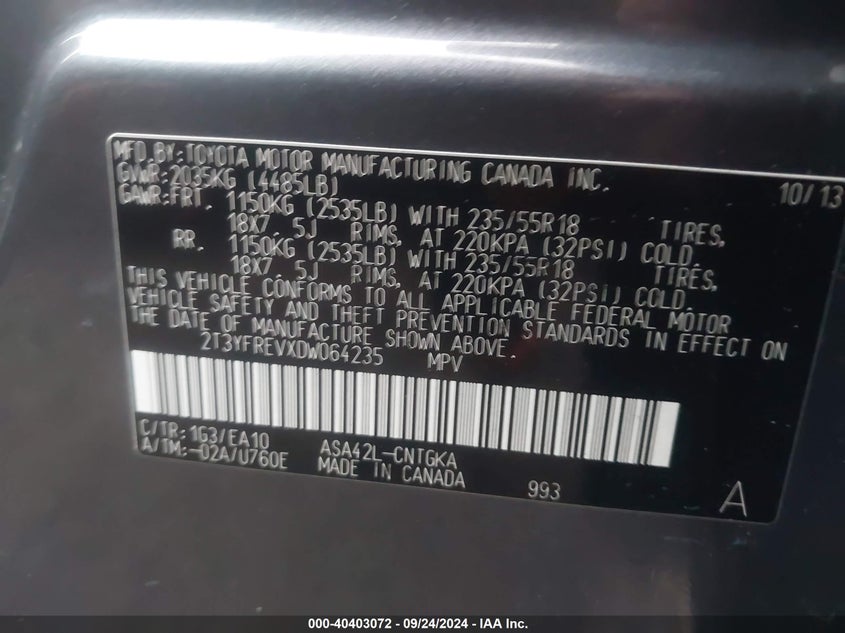 MFD.BY:TOYOTA MOTOR MANUFACTURING CANADA INC. 10/13
GVWR:2035KG (4485LB)
GAWR:FRT. 1150KG (2535LB) WITH 235/55R18 TIRES,
18X7.5J RIMS, AT 220KPA (32PSI) COLD.
RR. 1150KG (2535LB) WITH 235/55R18 TIRES,
18X7.5J RIMS, AT 220KPA (32PSI) COLD.
THIS VEHICLE CONFORMS TO ALL APPLICABLE FEDERAL MOTOR
VEHICLE SAFETY AND THEFT PREVENTION STANDARDS IN EFFECT ON
THE DATE OF MANUFACTURE SHOWN ABOVE.
2T3YFREVXDW064235 MPV
C/TR:1G3/EA10 ASA42L-CNTGKA
A/TM:-02A/U760E MADE IN CANADA 993 A
000-40403072 - 09/24/2024 - IAA Inc.